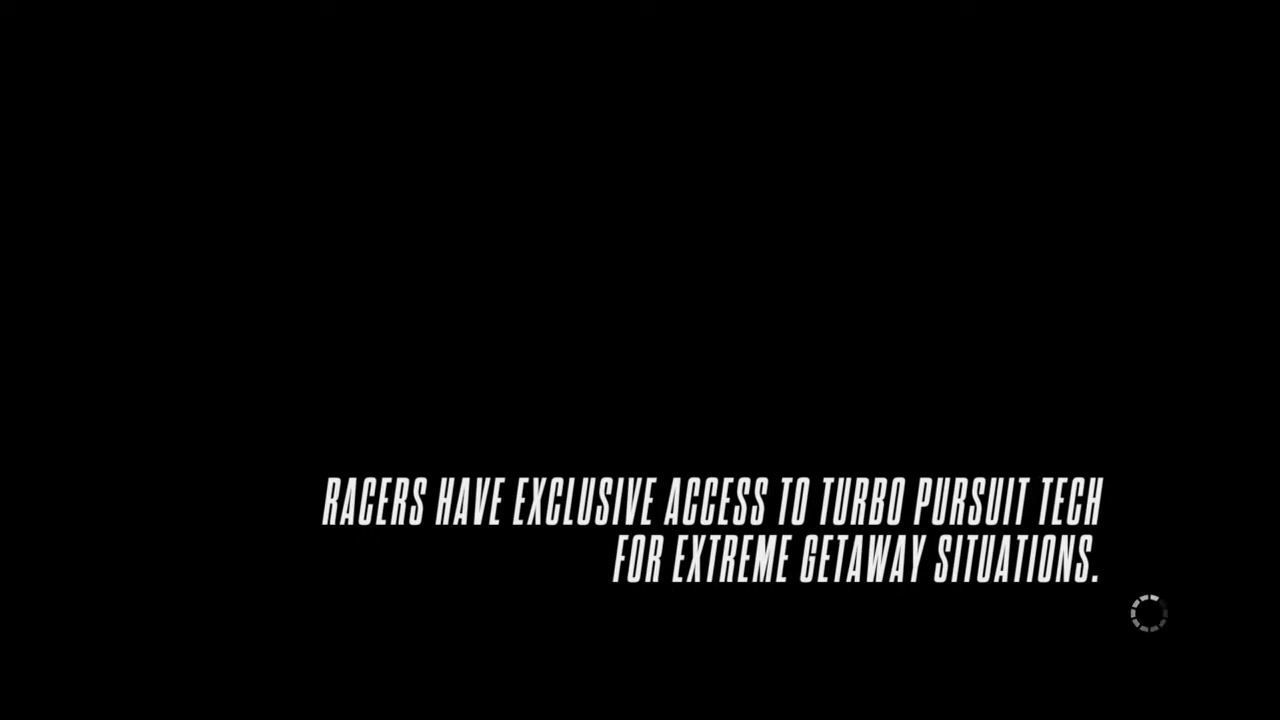 RACERS HAVE EXCLUSIVE ACCESS TO TURBO PURSUIT TECH
FOR EXTREME GETAWAY SITUATIONS.